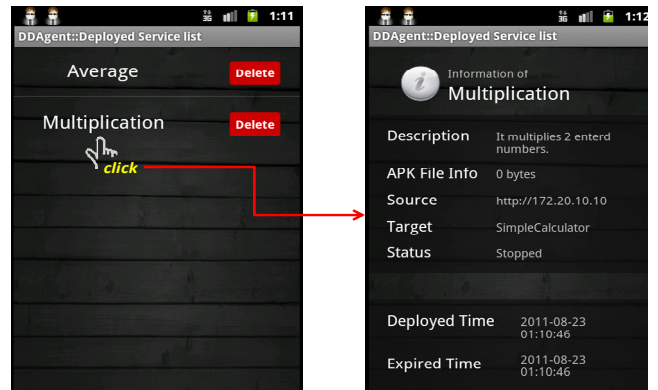 3G 1:11
DDAgent::Deployed Service list
Average Delete
Multiplication Delete
click
3G 1:12
DDAgent::Deployed Service list
i
Information of
Multiplication
Description It multiplies 2 enterd
numbers.
APK File Info 0 bytes
Source http://172.20.10.10
Target SimpleCalculator
Status Stopped
Deployed Time 2011-08-23
01:10:46
Expired Time 2011-08-23
01:10:46